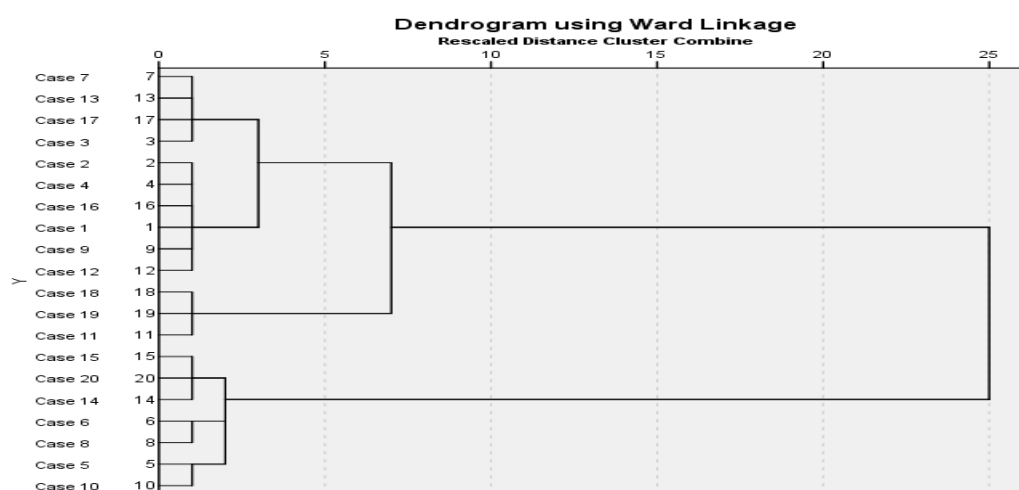 Dendrogram using Ward Linkage
Rescaled Distance Cluster Combine
0 5 10 15 20 25
Case 7 7
Case 13 13
Case 17 17
Case 3 3
Case 2 2
Case 4 4
Case 16 16
Case 1 1
Case 9 9
Case 12 12
Y
Case 18 18
Case 19 19
Case 11 11
Case 15 15
Case 20 20
Case 14 14
Case 6 6
Case 8 8
Case 5 5
Case 10 10